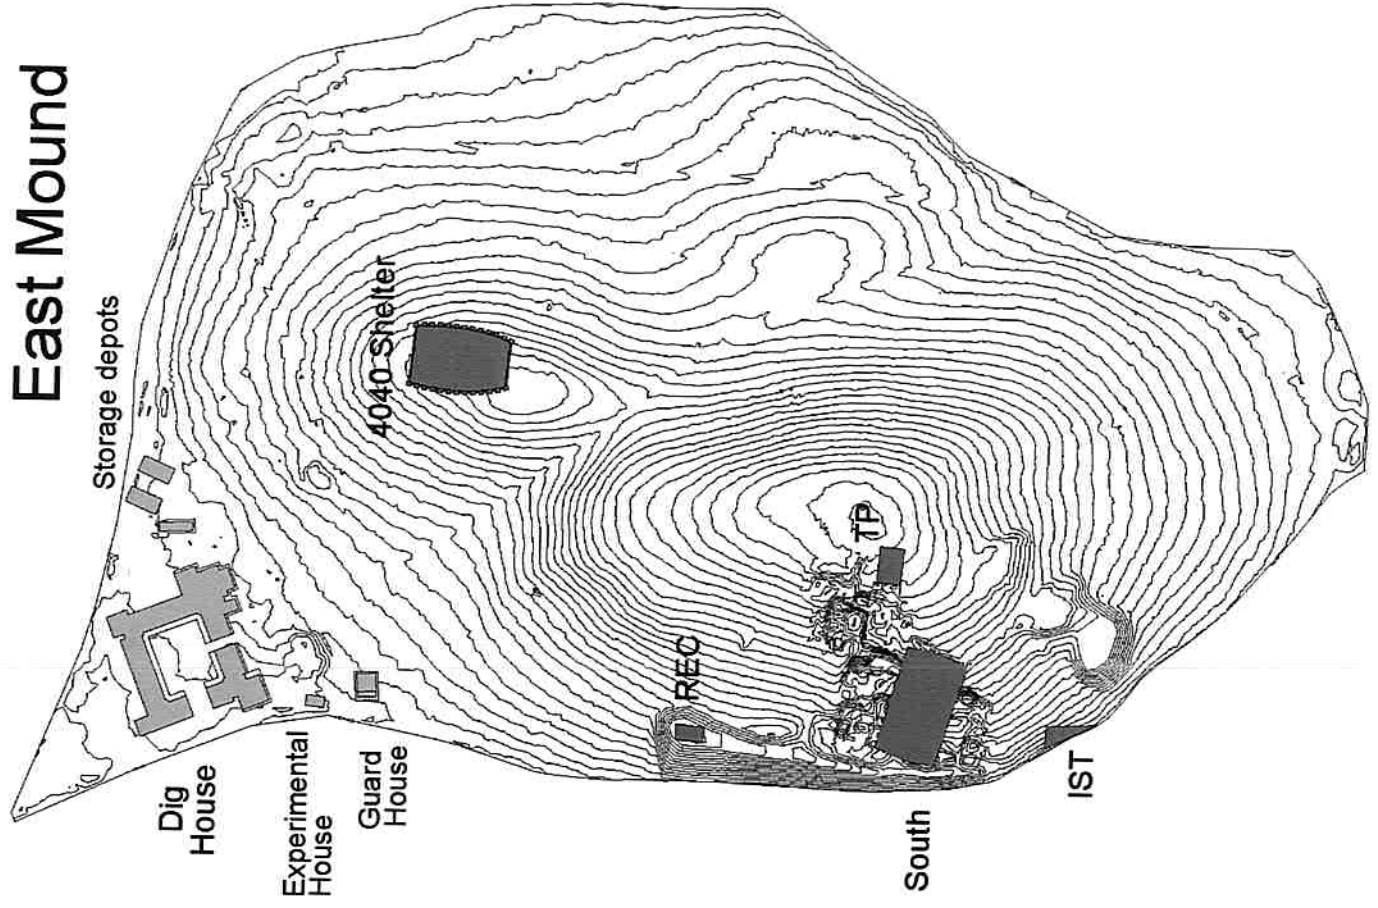 East Mound
Storage depots
4040 Shelter
Dig
House
Experimental
House
Guard
House
REC
TP
South
IST